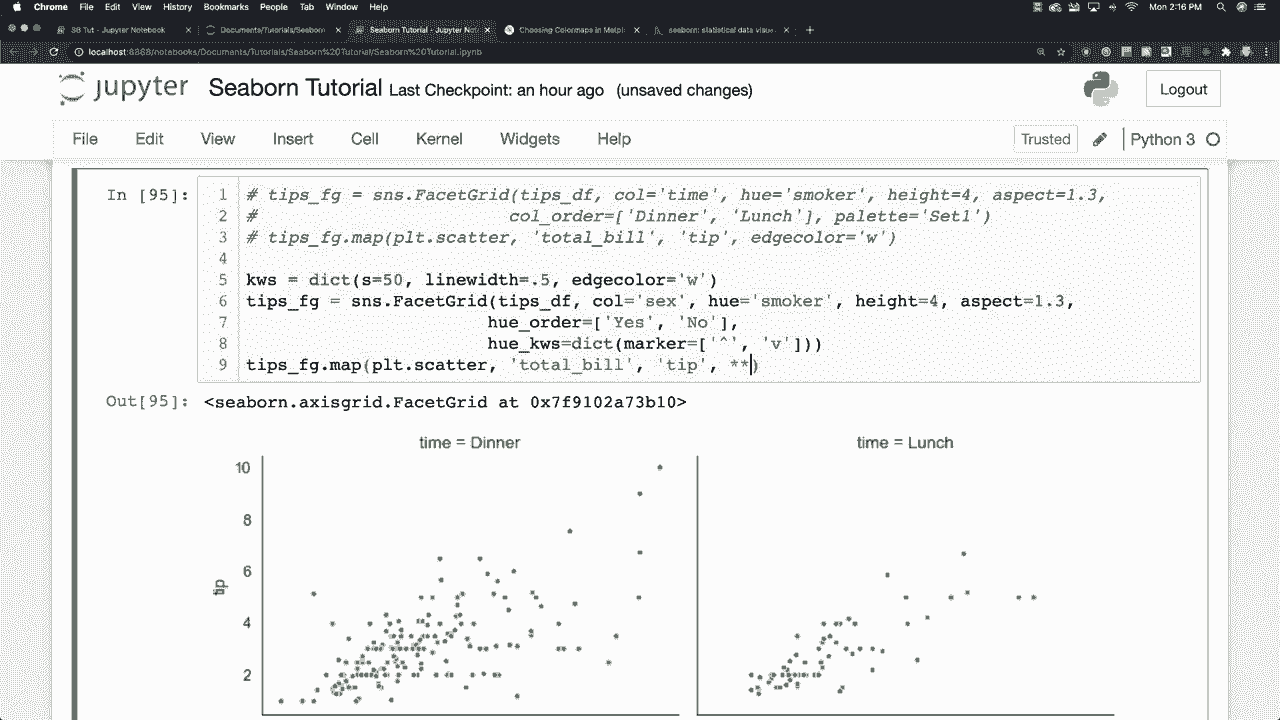 Chrome File Edit View History Bookmarks People Tab Window Help Mon 2:16 PM
SB Tut - Jupyter Notebook Documents/Tutorials/Seaborn Seaborn Tutorial - Jupyter Not Choosing Colormaps in Matpl seaborn: statistical data visua
localhost:8888/notebooks/Documents/Tutorials/Seaborn%20Tutorial/Seaborn%20Tutorial.ipynb
jupyter Seaborn Tutorial Last Checkpoint: an hour ago (unsaved changes) Logout
File Edit View Insert Cell Kernel Widgets Help Trusted Python 3
In [95]: 1 # tips_fg = sns.FacetGrid(tips_df, col='time', hue='smoker', height=4, aspect=1.3,
2 # col_order=['Dinner', 'Lunch'], palette='Set1')
3 # tips_fg.map(plt.scatter, 'total_bill', 'tip', edgecolor='w')
4
5 kws = dict(s=50, linewidth=.5, edgecolor='w')
6 tips_fg = sns.FacetGrid(tips_df, col='sex', hue='smoker', height=4, aspect=1.3,
7 hue_order=['Yes', 'No'],
8 hue_kws=dict(marker=['^', 'v']))
9 tips_fg.map(plt.scatter, 'total_bill', 'tip', **)
Out[95]: <seaborn.axisgrid.FacetGrid at 0x7f9102a73b10>
time = Dinner time = Lunch
10
8
6
tip
4
2